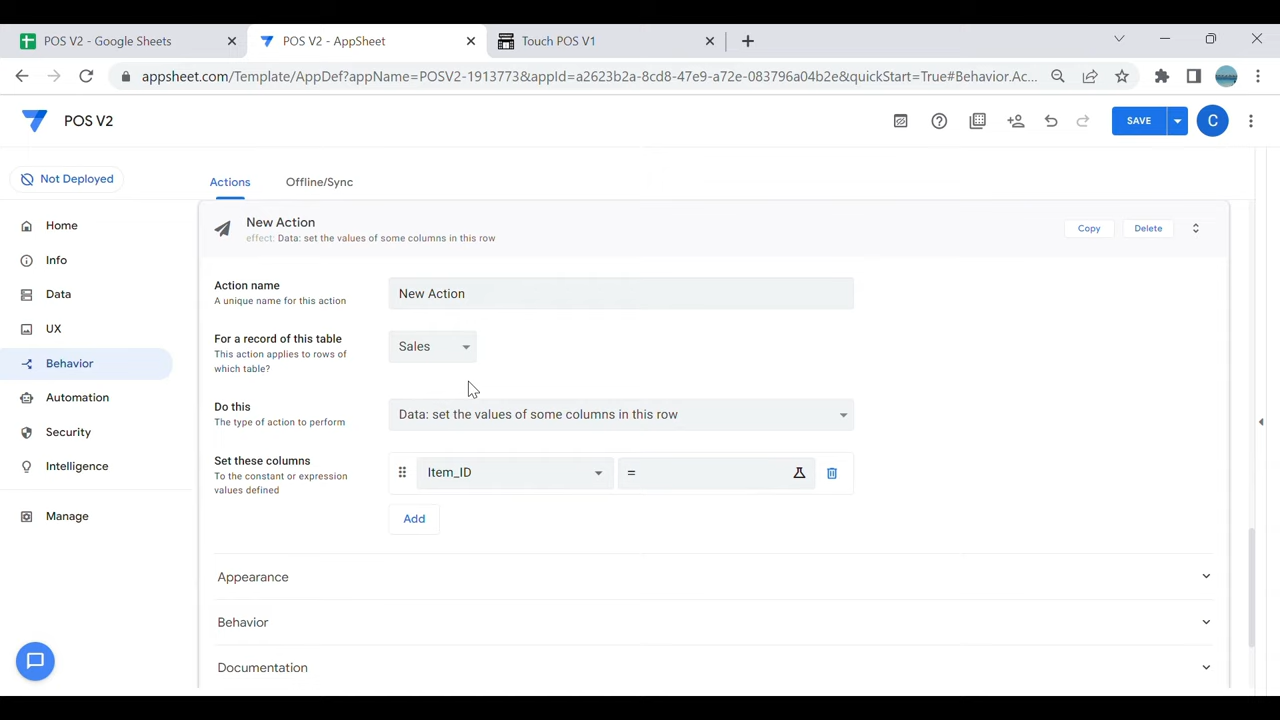 POS V2 - Google Sheets
POS V2 - AppSheet
Touch POS V1
appsheet.com/Template/AppDef?appName=POSV2-1913773&appId=a2623b2a-8cd8-47e9-a72e-083796a04b2e&quickStart=True#Behavior.Ac...
POS V2
SAVE
C
Not Deployed
Actions
Offline/Sync
Home
Info
Data
UX
Behavior
Automation
Security
Intelligence
Manage
New Action
effect: Data: set the values of some columns in this row
Copy
Delete
Action name
A unique name for this action
New Action
For a record of this table
This action applies to rows of
which table?
Sales
Do this
The type of action to perform
Data: set the values of some columns in this row
Set these columns
To the constant or expression
values defined
Item_ID
=
Add
Appearance
Behavior
Documentation